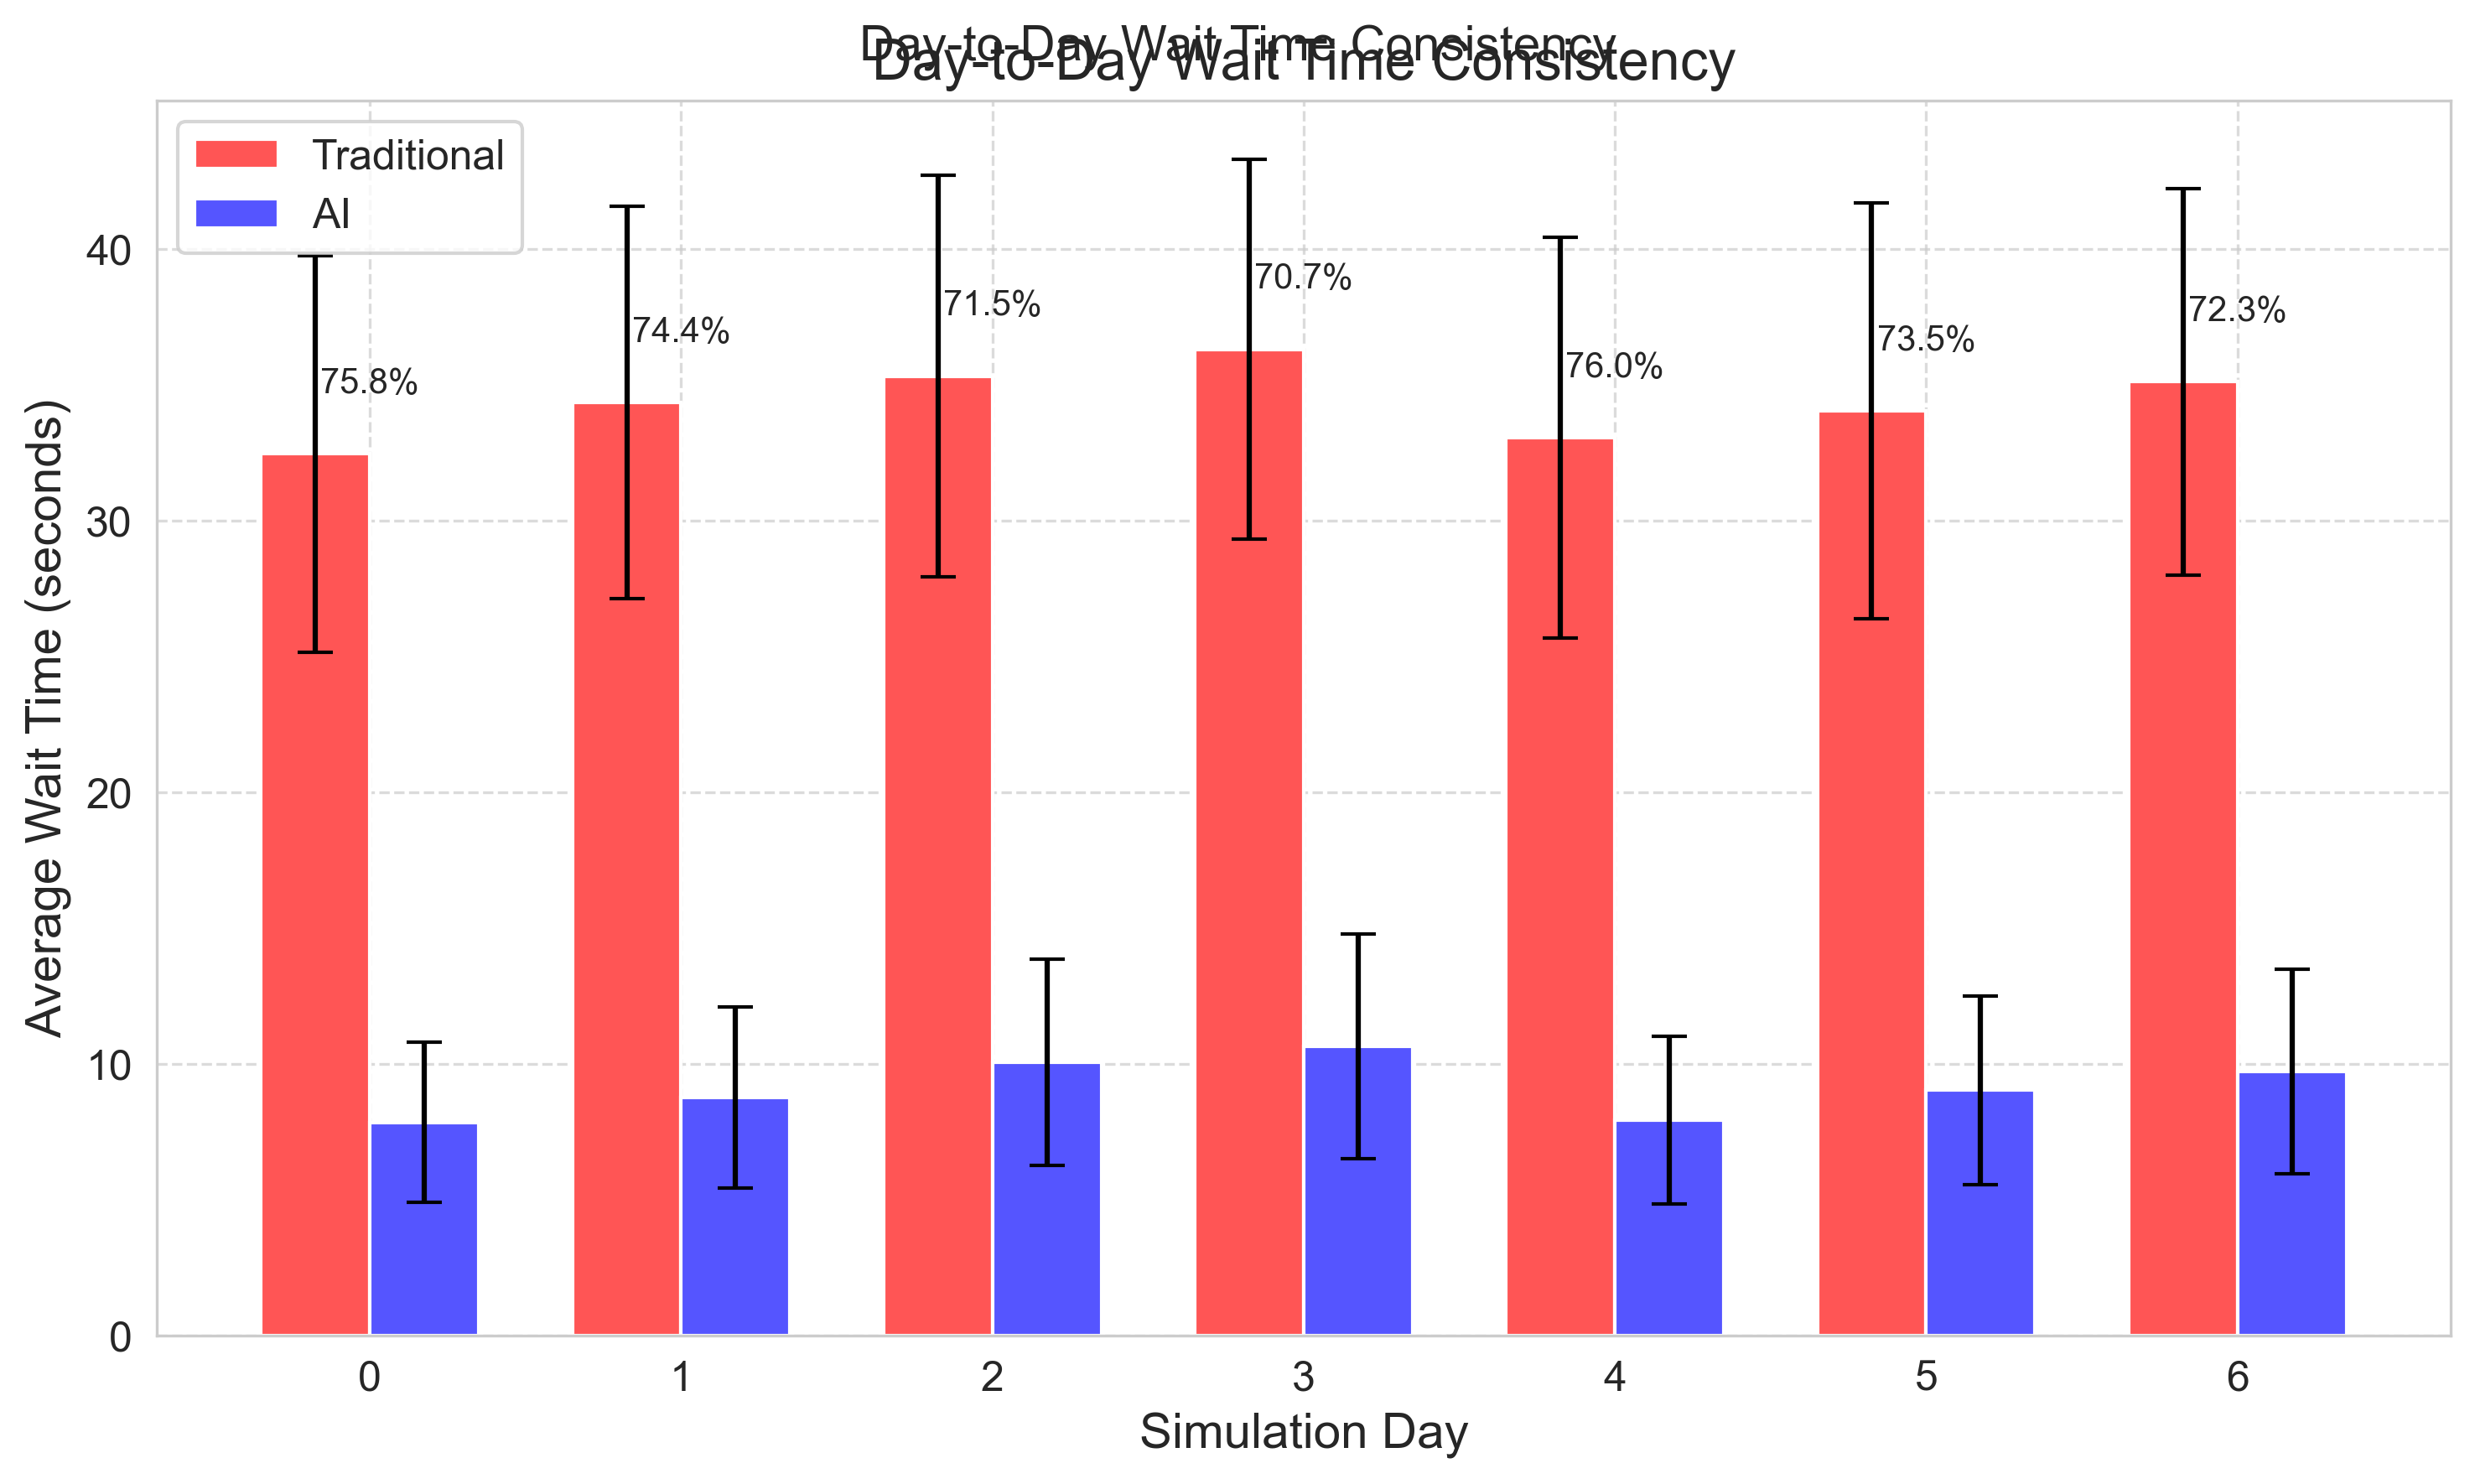 Day-to-Day Wait Time Consistency
Day-to-Day Wait Time Consistency
Traditional
AI
40
30
20
10
0
Average Wait Time (seconds)
75.8%
74.4%
71.5%
70.7%
76.0%
73.5%
72.3%
0 1 2 3 4 5 6
Simulation Day